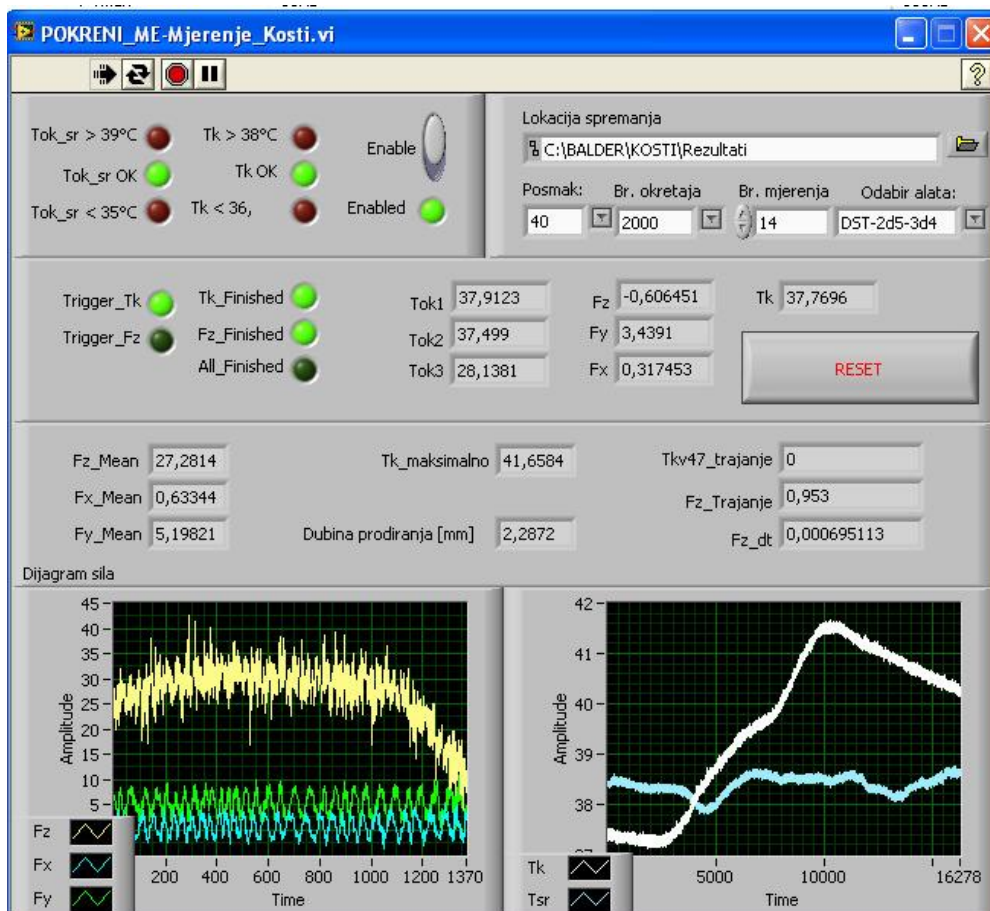 POKRENI_ME-Mjerenje_Kosti.vi
Tok_sr > 39°C Tk > 38°C Enable
Tok_sr OK Tk OK
Tok_sr < 35°C Tk < 36, Enabled
Lokacija spremanja
C:\BALDER\KOSTI\Rezultati
Posmak: Br. okretaja Br. mjerenja Odabir alata:
40 2000 14 DST-2d5-3d4
Trigger_Tk Tk_Finished Tok1 37,9123 Fz -0,606451 Tk 37,7696
Trigger_Fz Fz_Finished Tok2 37,499 Fy 3,4391
All_Finished Tok3 28,1381 Fx 0,317453 RESET
Fz_Mean 27,2814 Tk_maksimalno 41,6584 Tkv47_trajanje 0
Fx_Mean 0,63344 Fz_Trajanje 0,953
Fy_Mean 5,19821 Dubina prodiranja [mm] 2,2872 Fz_dt 0,000695113
Dijagram sila
45
40
35
30
25
20
15
10
5
Amplitude
200 400 600 800 1000 1200 1370
Time
Fz
Fx
Fy
42
41
40
39
38
Amplitude
5000 10000 16278
Time
Tk
Tsr